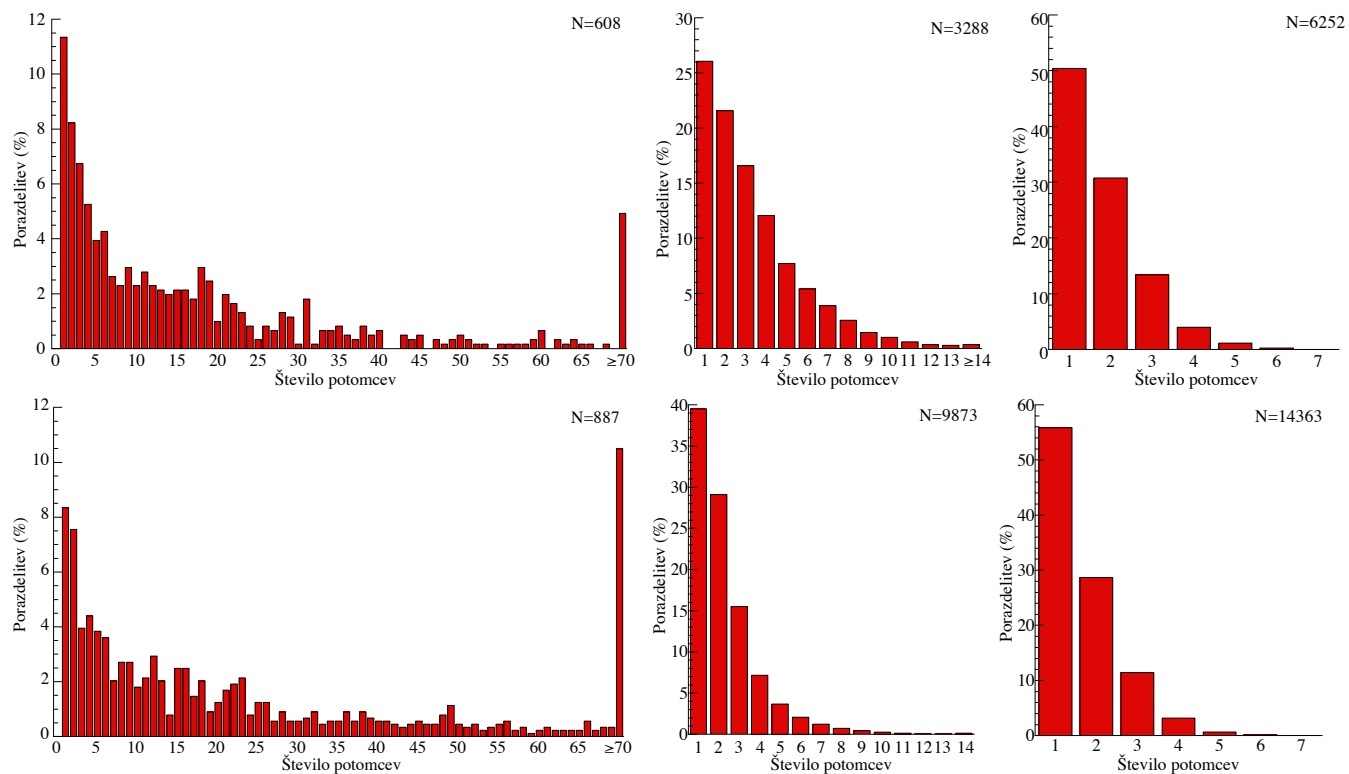 N=608
Porazdelitev (%)
12
10
8
6
4
2
0
0 5 10 15 20 25 30 35 40 45 50 55 60 65 ≥70
Število potomcev
N=3288
Porazdelitev (%)
30
25
20
15
10
5
0
1 2 3 4 5 6 7 8 9 10 11 12 13 ≥14
Število potomcev
N=6252
Porazdelitev (%)
60
50
40
30
20
10
0
1 2 3 4 5 6 7
Število potomcev
N=887
Porazdelitev (%)
12
10
8
6
4
2
0
0 5 10 15 20 25 30 35 40 45 50 55 60 65 ≥70
Število potomcev
N=9873
Porazdelitev (%)
40
35
30
25
20
15
10
5
0
1 2 3 4 5 6 7 8 9 10 11 12 13 14
Število potomcev
N=14363
Porazdelitev (%)
60
50
40
30
20
10
0
1 2 3 4 5 6 7
Število potomcev